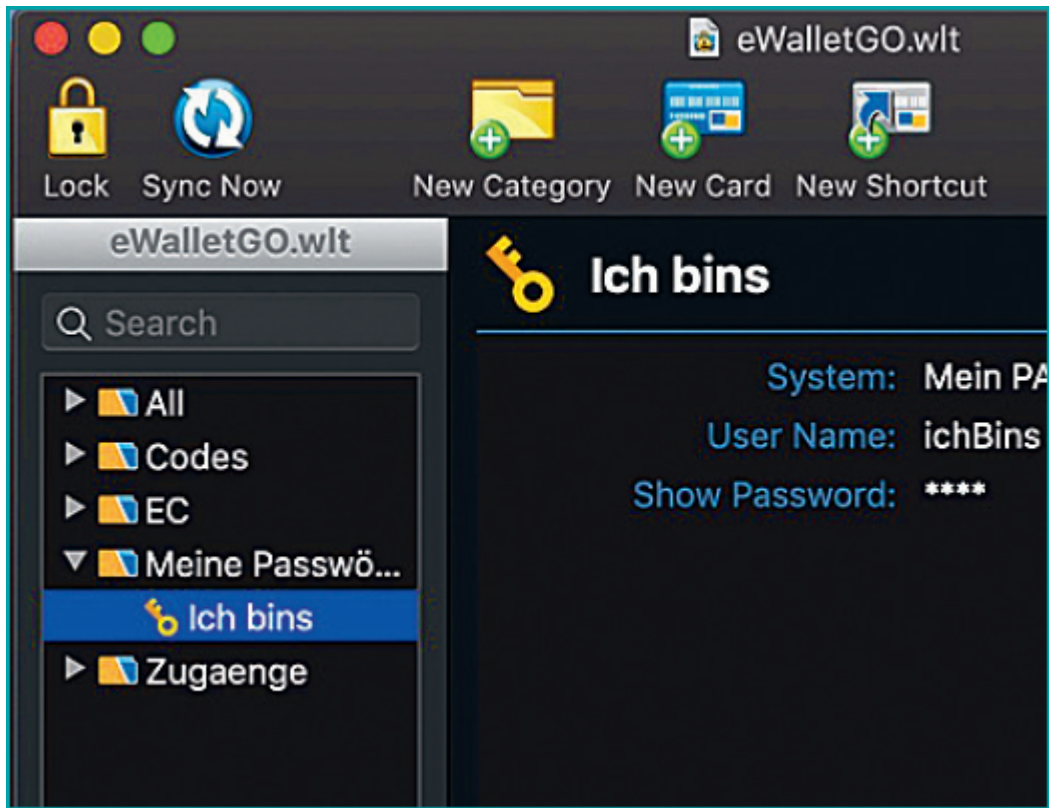 eWalletGO.wlt
Lock Sync Now New Category New Card New Shortcut
eWalletGO.wlt
Search
All
Codes
EC
Meine Passwö...
Ich bins
Zugaenge
Ich bins
System: Mein PA
User Name: ichBins
Show Password: ****